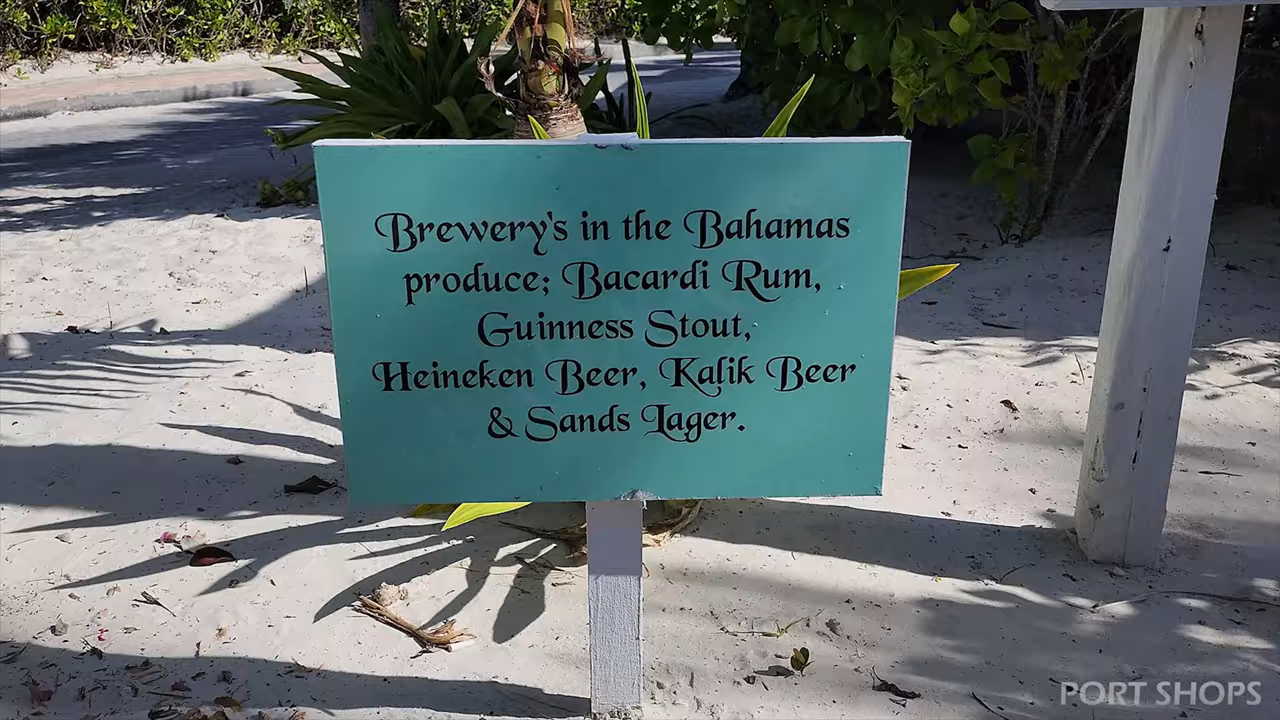 Brewery's in the Bahamas
produce; Bacardi Rum,
Guinness Stout,
Heineken Beer, Kalik Beer
& Sands Lager.
PORT SHOPS